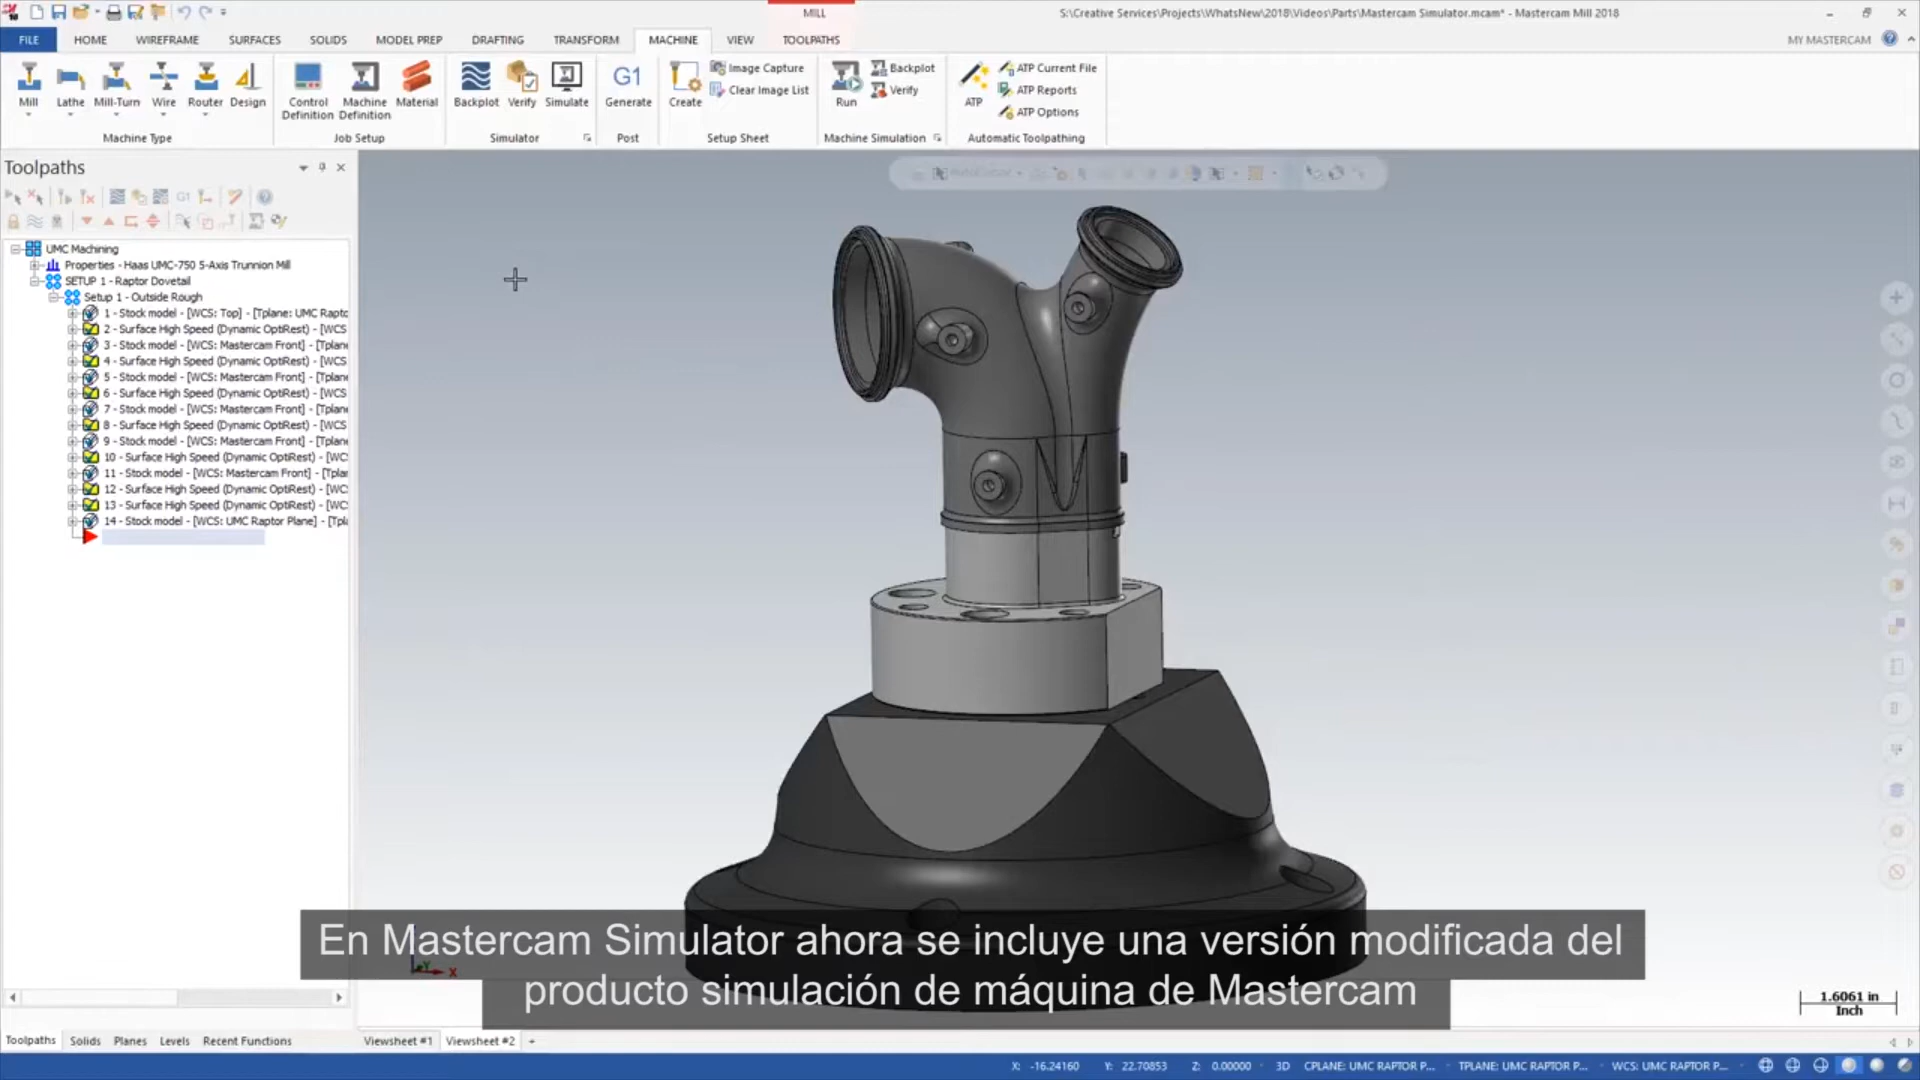 MILL
S:\Creative Services\Projects\WhatsNew\2018\Videos\Parts\Mastercam Simulator.mcam* - Mastercam Mill 2018
FILE HOME WIREFRAME SURFACES SOLIDS MODEL PREP DRAFTING TRANSFORM MACHINE VIEW TOOLPATHS MY MASTERCAM
Mill Lathe Mill-Turn Wire Router Design
Machine Type
Control Definition Machine Definition Material
Job Setup
Backplot Verify Simulate
Simulator
G1 Generate
Post
Create Image Capture
Clear Image List
Setup Sheet
Run Backplot
Verify
Machine Simulation
ATP ATP Current File
ATP Reports
ATP Options
Automatic Toolpathing
Toolpaths
G1
UMC Machining
Properties - Haas UMC-750 5-Axis Trunnion Mill
SETUP 1 - Raptor Dovetail
Setup 1 - Outside Rough
1 - Stock model - [WCS: Top] - [Tplane: UMC Rapto
2 - Surface High Speed (Dynamic OptiRest) - [WCS
3 - Stock model - [WCS: Mastercam Front] - [Tplan
4 - Surface High Speed (Dynamic OptiRest) - [WCS
5 - Stock model - [WCS: Mastercam Front] - [Tplan
6 - Surface High Speed (Dynamic OptiRest) - [WCS
7 - Stock model - [WCS: Mastercam Front] - [Tplan
8 - Surface High Speed (Dynamic OptiRest) - [WCS
9 - Stock model - [WCS: Mastercam Front] - [Tplan
10 - Surface High Speed (Dynamic OptiRest) - [WC
11 - Stock model - [WCS: Mastercam Front] - [Tpla
12 - Surface High Speed (Dynamic OptiRest) - [WC
13 - Surface High Speed (Dynamic OptiRest) - [WC
14 - Stock model - [WCS: UMC Raptor Plane] - [Tpl
En Mastercam Simulator ahora se incluye una versión modificada del
producto simulación de máquina de Mastercam
X
1.6061 in
Inch
Toolpaths Solids Planes Levels Recent Functions Viewsheet #1 Viewsheet #2 +
X: -16.24160 Y: 22.70853 Z: 0.00000 3D CPLANE: UMC RAPTOR P... TPLANE: UMC RAPTOR P... WCS: UMC RAPTOR P...